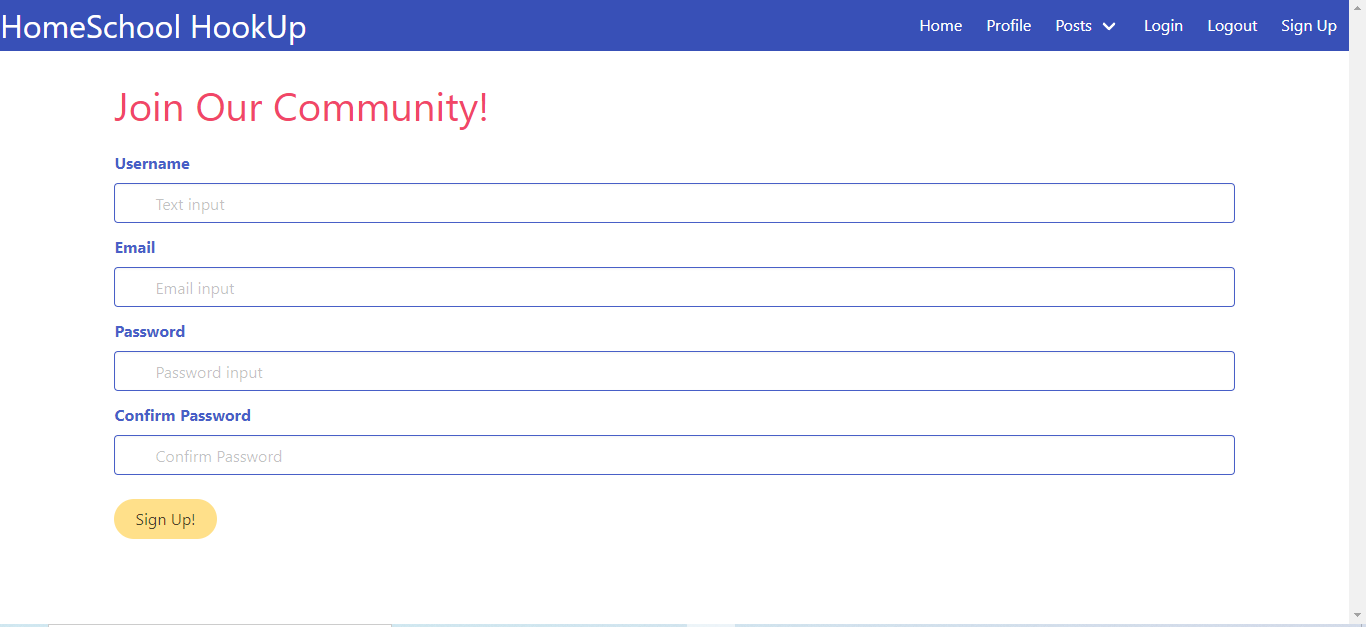 HomeSchool HookUp Home Profile Posts Login Logout Sign Up
Join Our Community!
Username
Text input
Email
Email input
Password
Password input
Confirm Password
Confirm Password
Sign Up!